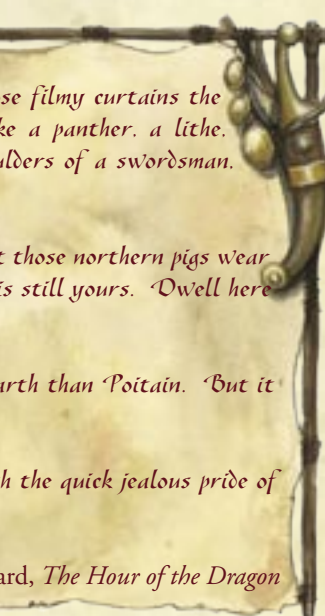 se filmy curtains the
ke a panther, a lithe,
ulders of a swordsman.
t those northern pigs wear
is still yours. Dwell here
urth than Poitain. But it
h the quick jealous pride of
ard, The Hour of the Dragon